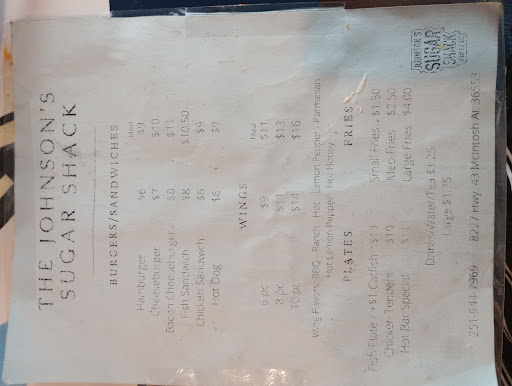 THE JOHNSON'S
SUGAR SHACK
BURGERS/SANDWICHES
Meal
Hamburger $6 $9
Cheeseburger $7 $10
Bacon Cheeseburger $8 $11
Fish Sandwich $8 $10.50
Chicken Sandwich $6 $9
Hot Dog $6 $9
WINGS
Meal
6 pc $9 $11
8 pc $11 $13
10 pc $14 $16
Wing Flavors: BBQ - Ranch - Hot - Lemon Pepper - Parmesan
Hot Lemon Pepper - Hot Honey
PLATES
Fish Plate / +$1 Catfish - $13
Chicken Tenders $10
Hot Bar Special
FRIES
Small Fries - $1.50
Med Fries $2.50
Large Fries $4.00
Drinks/Water/Tea $1.25
Large $1.75
8227 Hwy 43 McIntosh Al 36553
JOHNSON'S
SUGAR
SHACK